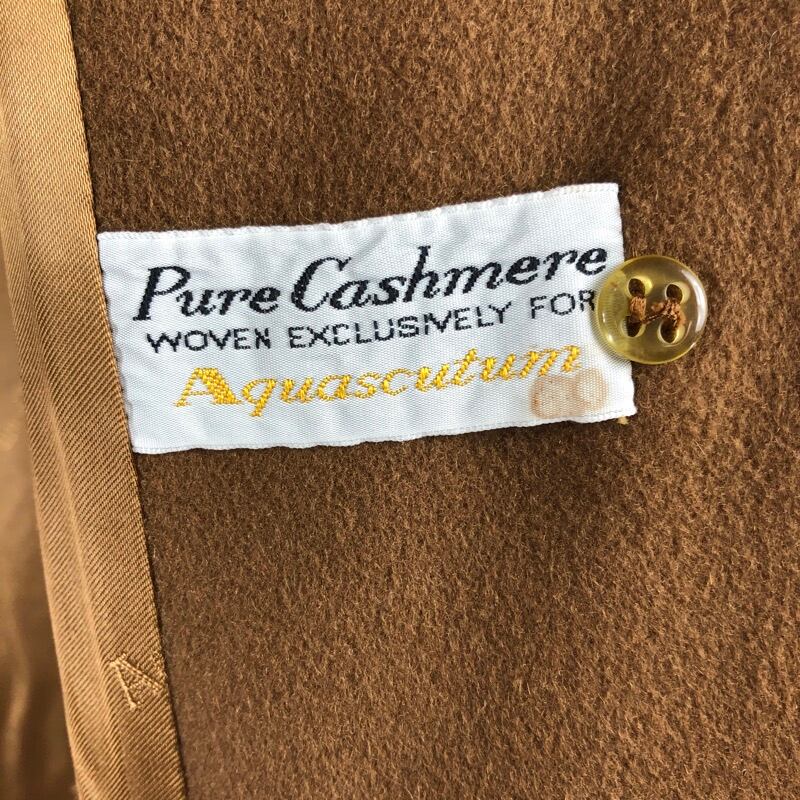 Pure Cashmere
WOVEN EXCLUSIVELY FOR
Aquascutum
A